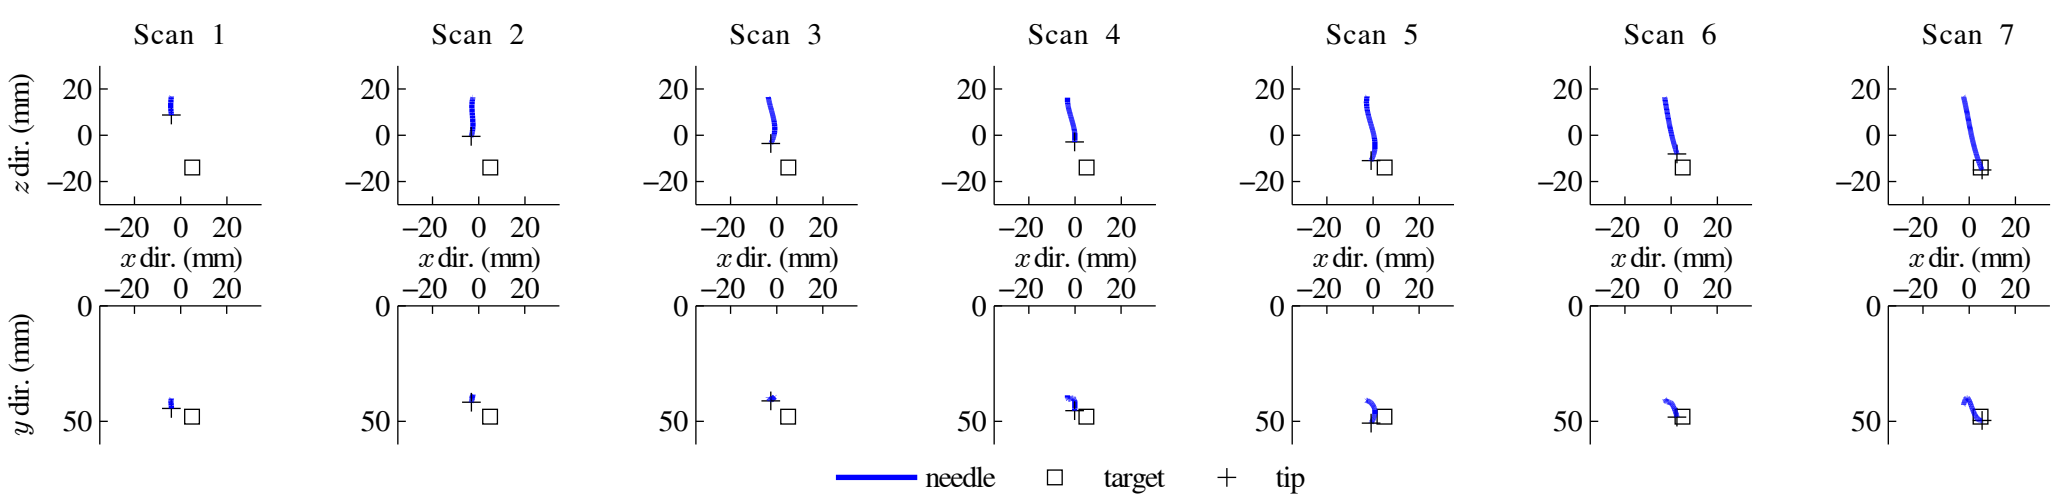 Scan 1 Scan 2 Scan 3 Scan 4 Scan 5 Scan 6 Scan 7
z dir. (mm)
20 20 20 20 20 20 20
0 0 0 0 0 0 0
−20 −20 −20 −20 −20 −20 −20
−20 0 20 −20 0 20 −20 0 20 −20 0 20 −20 0 20 −20 0 20 −20 0 20
x dir. (mm) x dir. (mm) x dir. (mm) x dir. (mm) x dir. (mm) x dir. (mm) x dir. (mm)
−20 0 20 −20 0 20 −20 0 20 −20 0 20 −20 0 20 −20 0 20 −20 0 20
y dir. (mm)
0 0 0 0 0 0 0
50 50 50 50 50 50 50
needle target tip